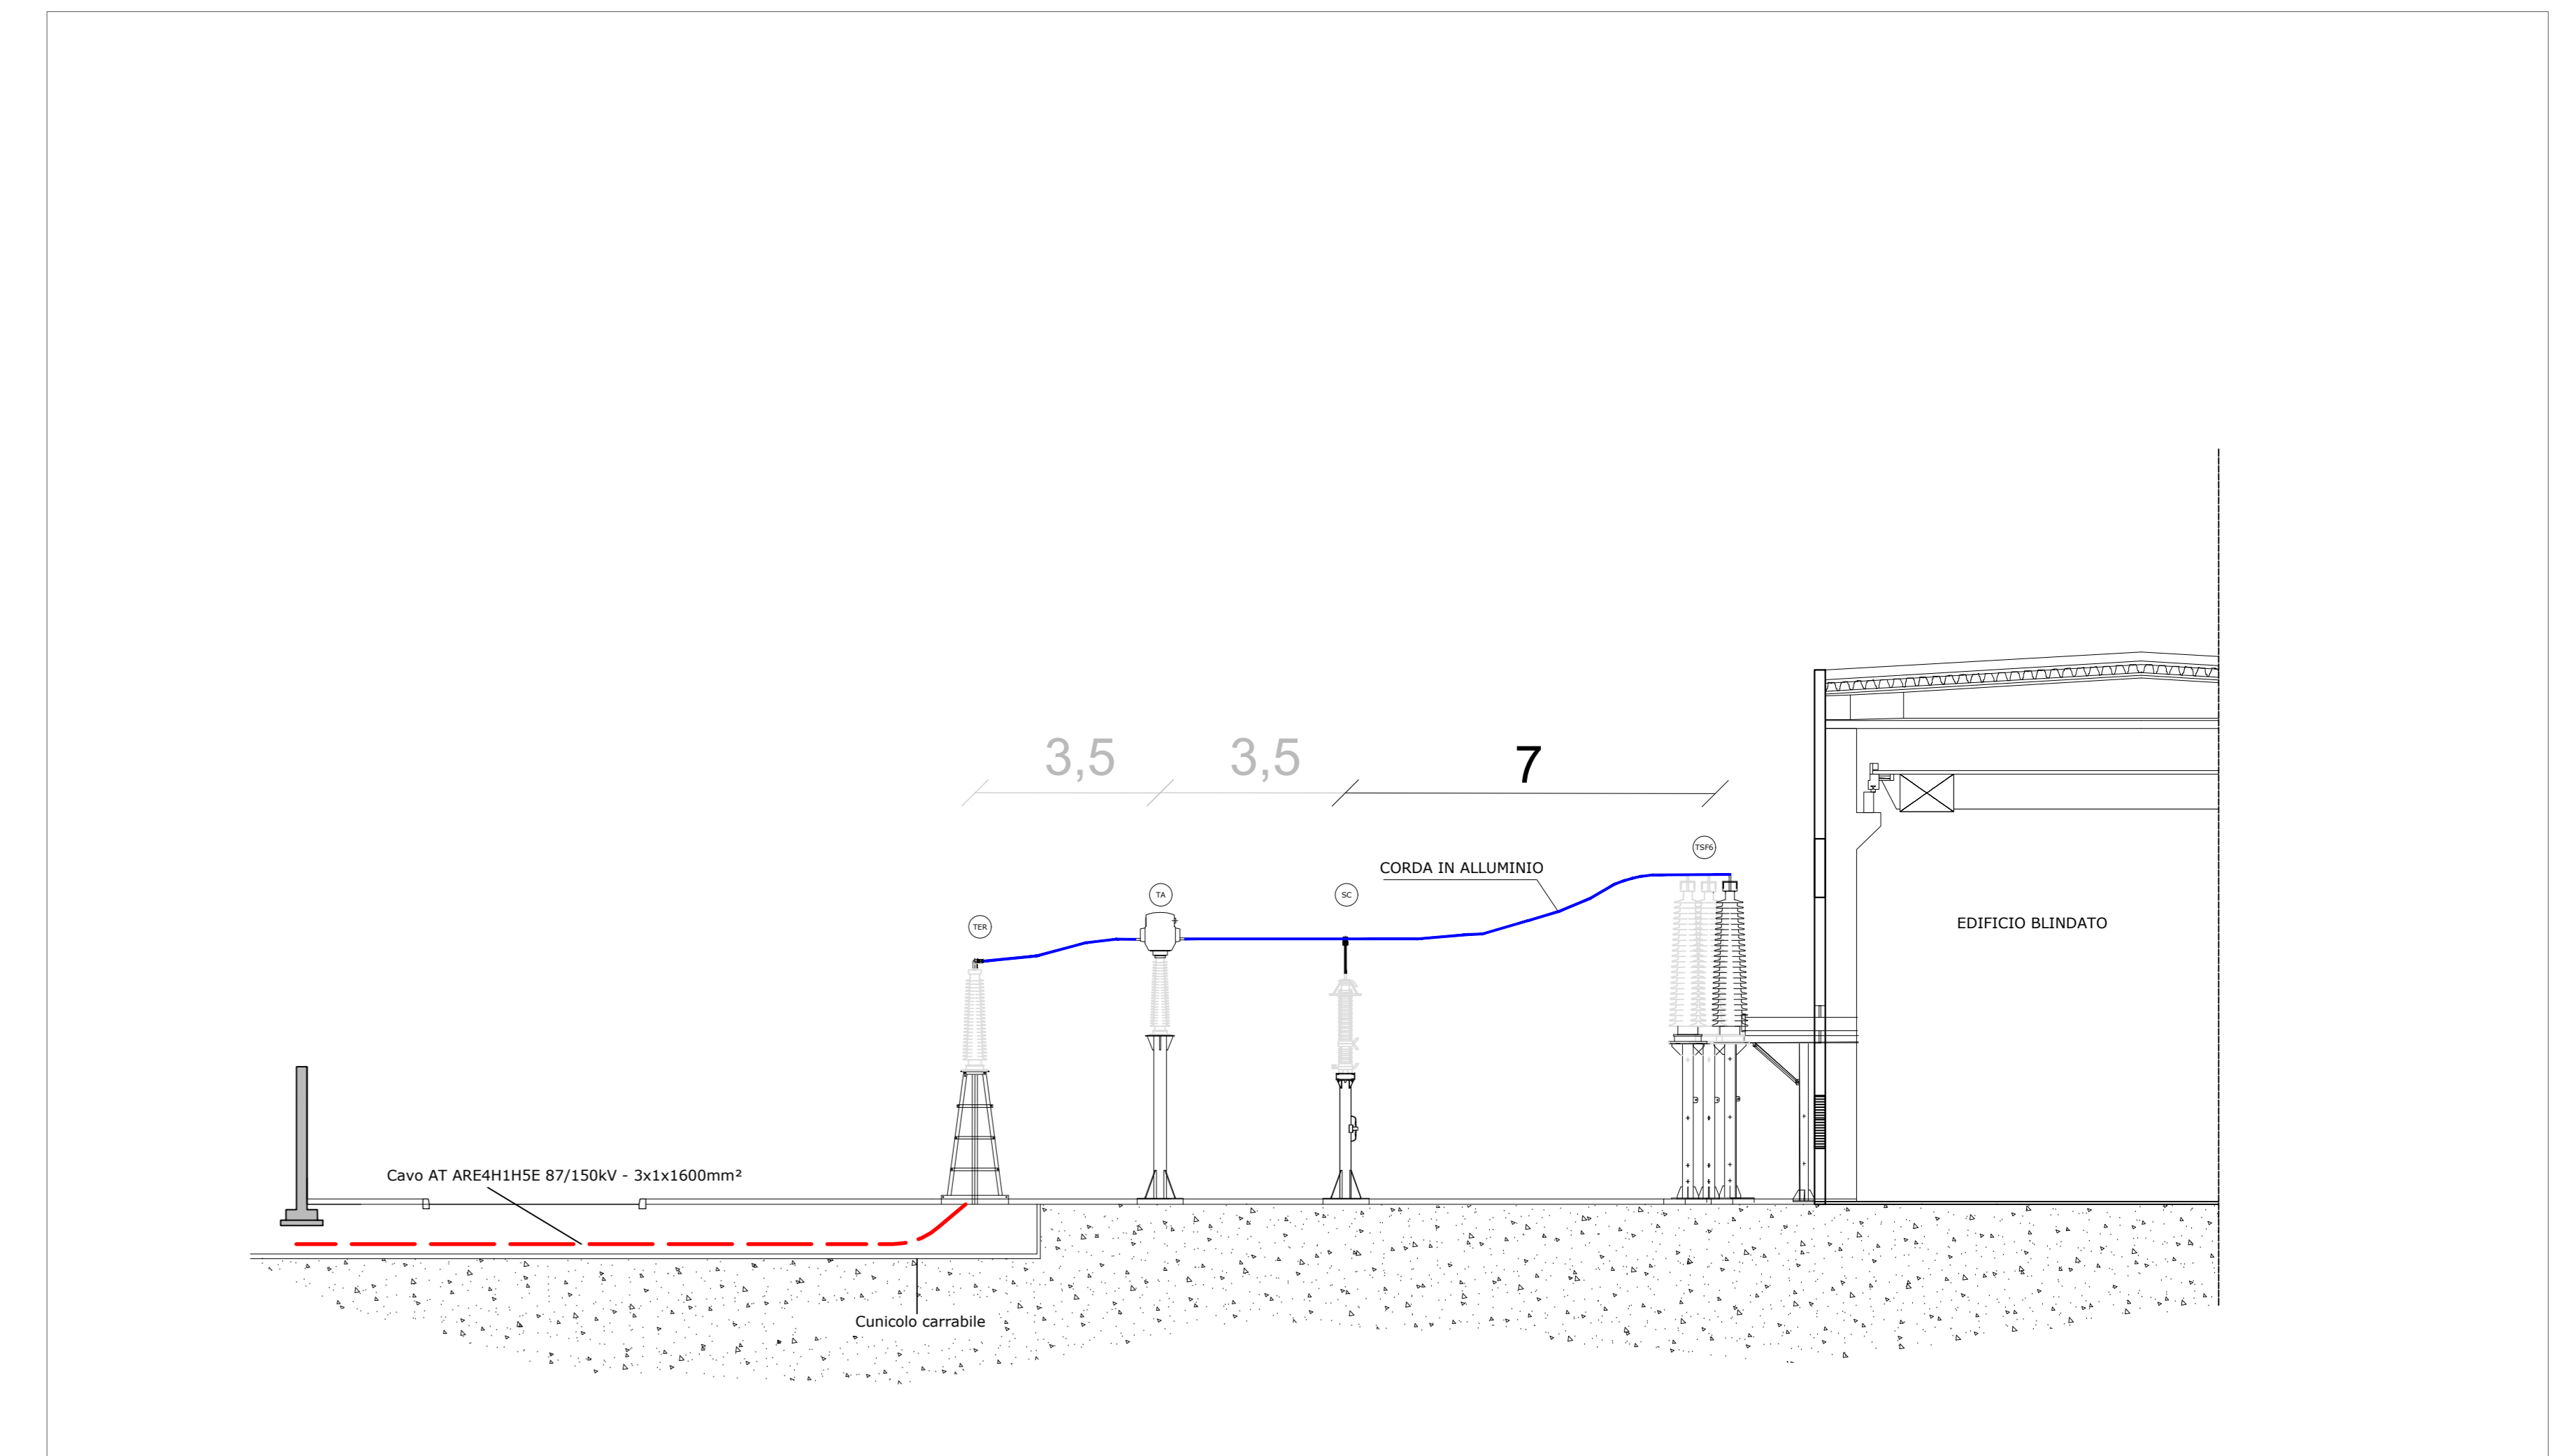 3,5
3,5
7
TSF6
CORDA IN ALLUMINIO
TA
SC
TER
EDIFICIO BLINDATO
Cavo AT ARE4H1H5E 87/150kV - 3x1x1600mm²
Cunicolo carrabile